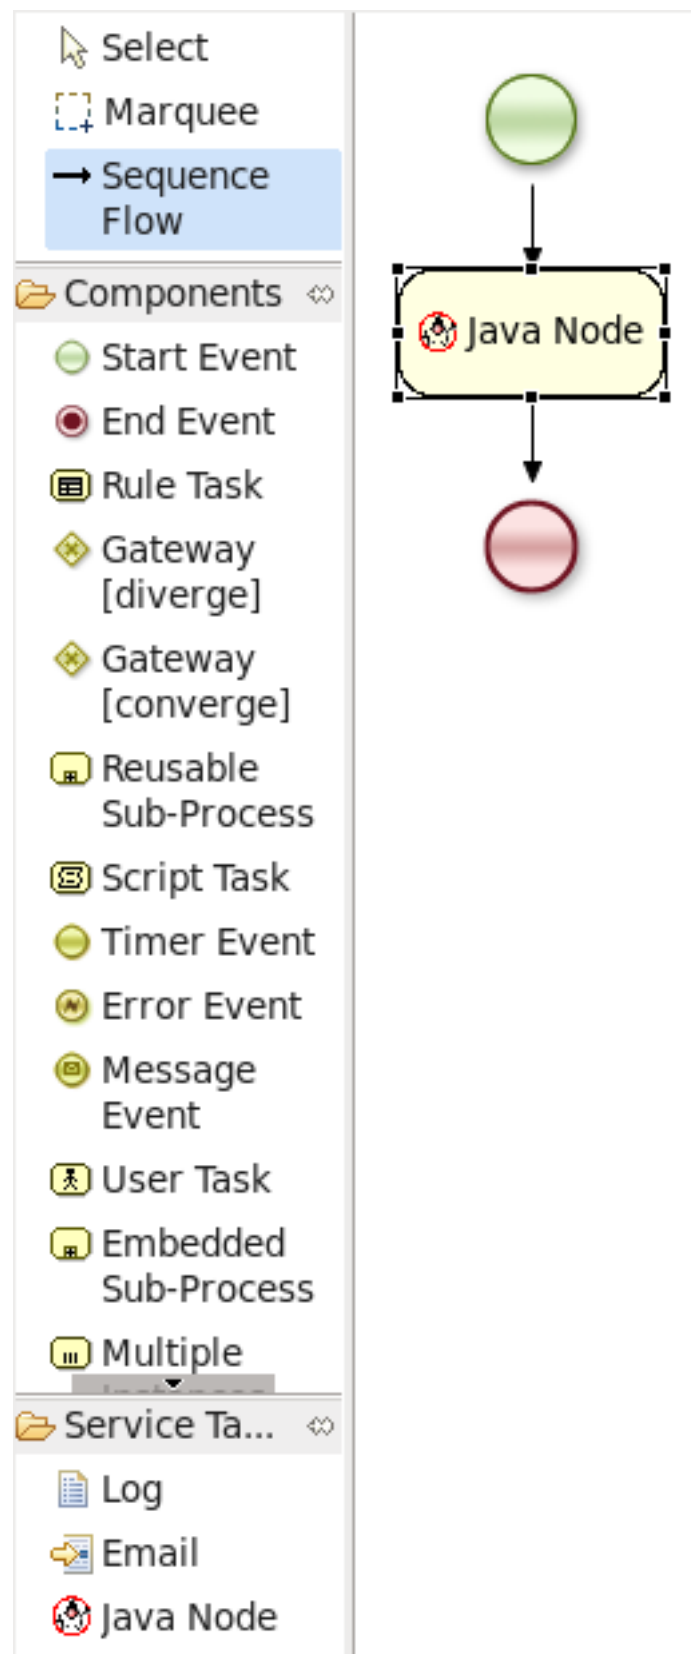 Select
Marquee
Sequence
Flow
Components
Start Event
End Event
Rule Task
Gateway
[diverge]
Gateway
[converge]
Reusable
Sub-Process
Script Task
Timer Event
Error Event
Message
Event
User Task
Embedded
Sub-Process
Multiple
Service Ta...
Log
Email
Java Node
Java Node